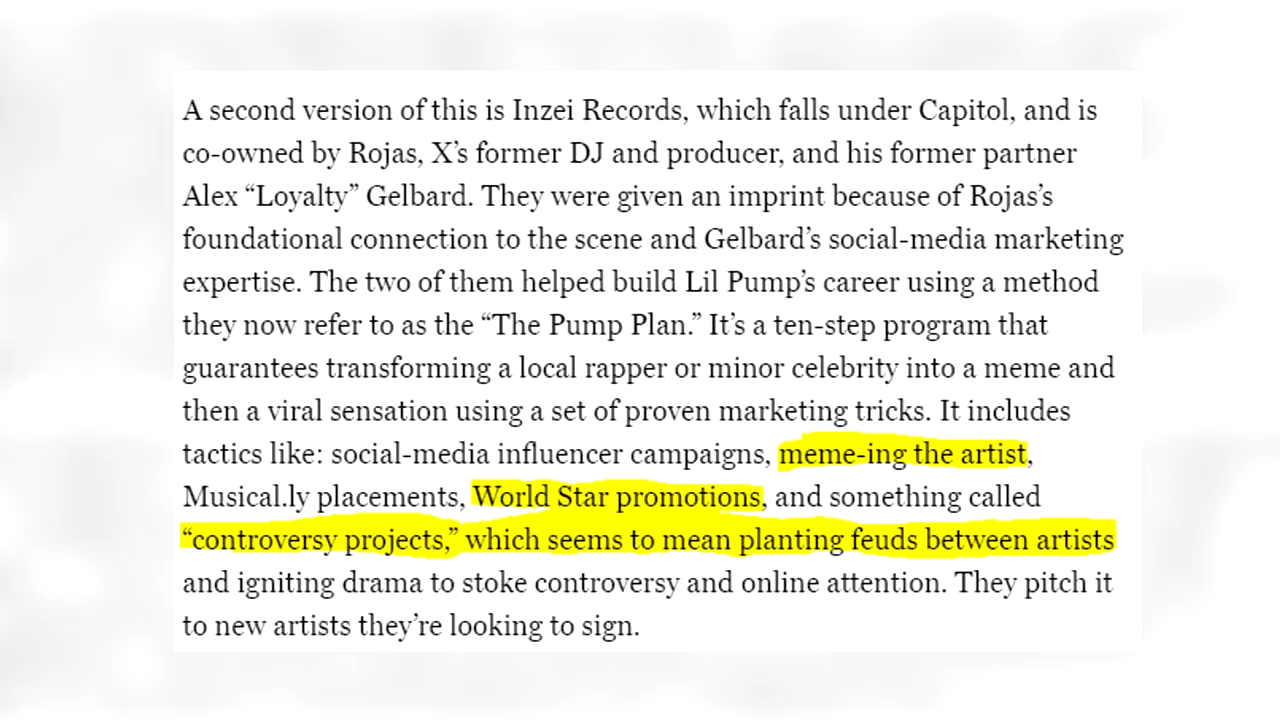 A second version of this is Inzei Records, which falls under Capitol, and is
co-owned by Rojas, X’s former DJ and producer, and his former partner
Alex “Loyalty” Gelbard. They were given an imprint because of Rojas’s
foundational connection to the scene and Gelbard’s social-media marketing
expertise. The two of them helped build Lil Pump’s career using a method
they now refer to as the “The Pump Plan.” It’s a ten-step program that
guarantees transforming a local rapper or minor celebrity into a meme and
then a viral sensation using a set of proven marketing tricks. It includes
tactics like: social-media influencer campaigns, meme-ing the artist,
Musical.ly placements, World Star promotions, and something called
“controversy projects,” which seems to mean planting feuds between artists
and igniting drama to stoke controversy and online attention. They pitch it
to new artists they’re looking to sign.